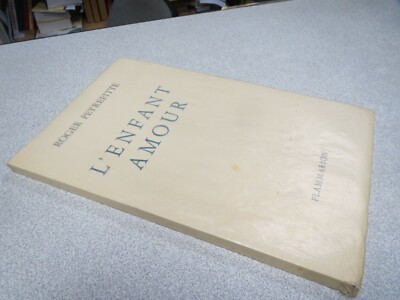 ROGER PEYREFITTE
L'ENFANT
AMOUR
FLAMMARION